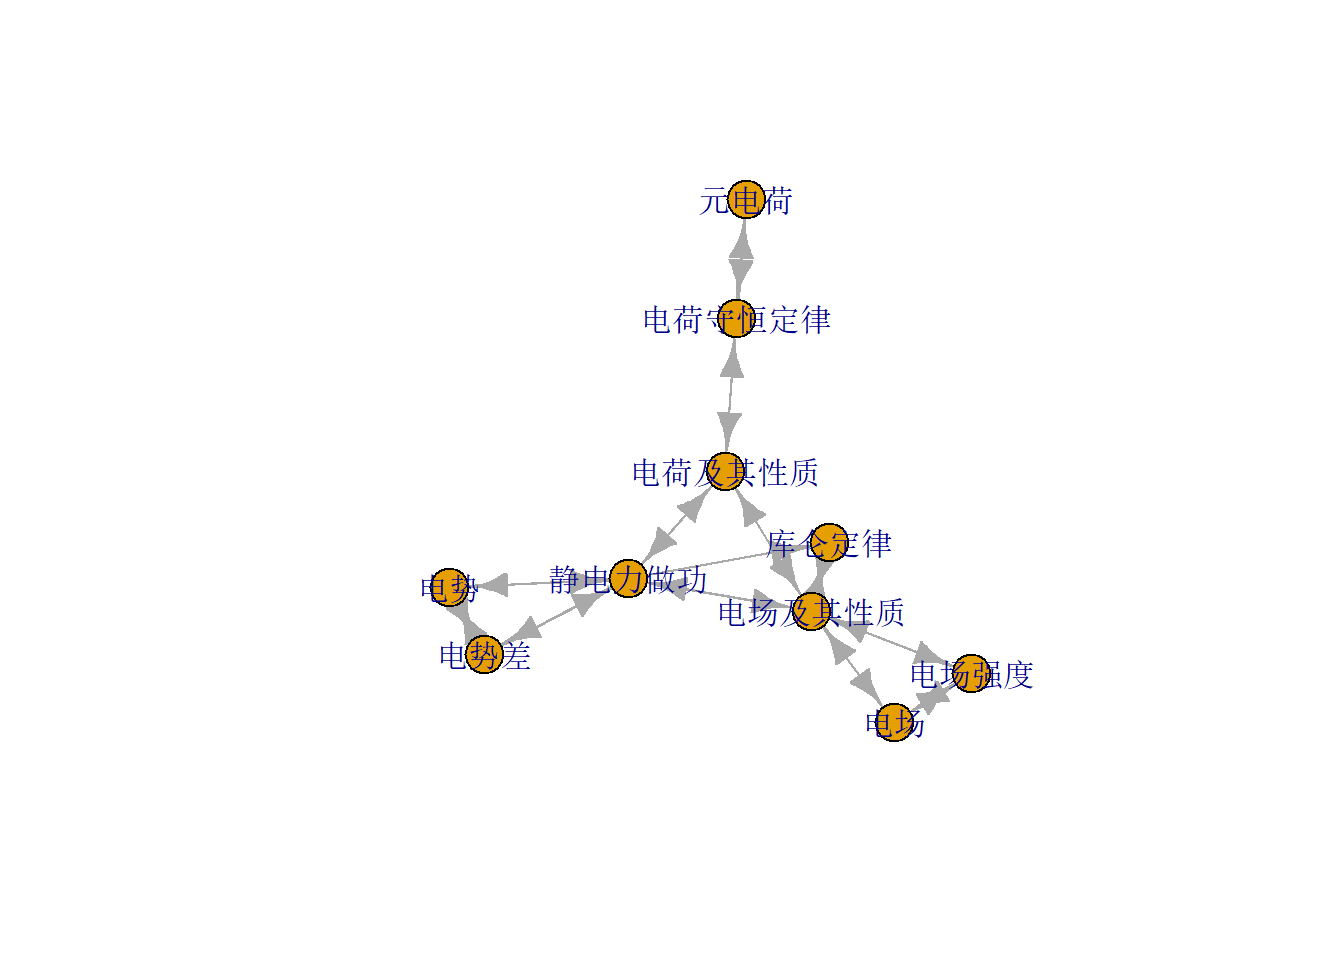 元电荷
电荷守恒定律
电荷及其性质
库仑定律
静电力做功
电势
电场及其性质
电势差
电场强度
电场